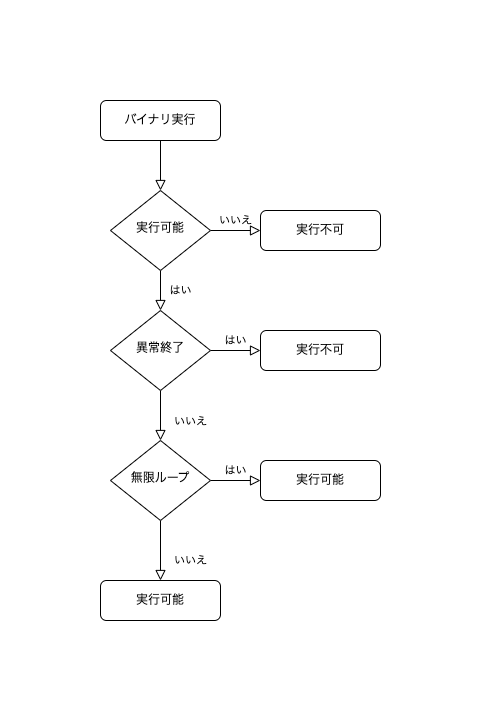 バイナリ実行
実行可能
いいえ
実行不可
はい
異常終了
はい
実行不可
いいえ
無限ループ
はい
実行可能
いいえ
実行可能